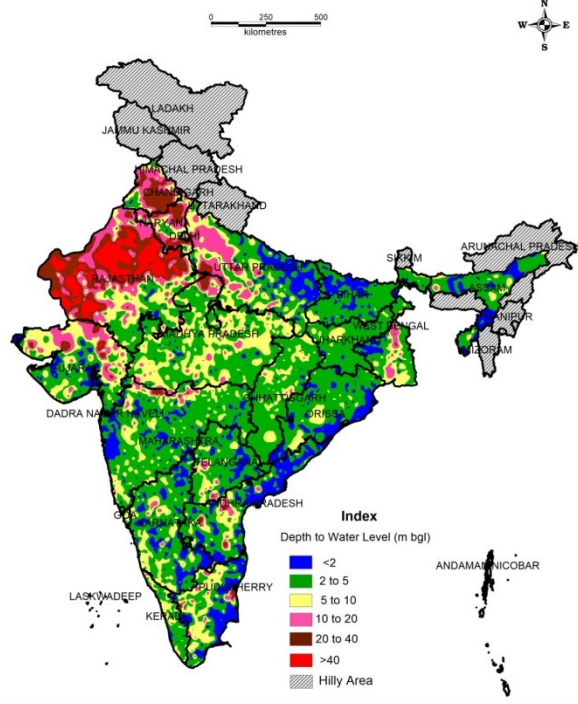 0 250 500
kilometres
N
W E
S
LADAKH
JAMMU KASHMIR
HIMACHAL PRADESH
CHANDIGARH
UTTARAKHAND
HARYANA
DELHI
ARUNACHAL PRADESH
SIKKIM
RAJASTHAN
UTTAR PRADESH
ASSAM
BIHAR
MANIPUR
WEST BENGAL
MADHYA PRADESH
JHARKHAND
MIZORAM
GUJARAT
CHHATTISGARH
DADRA NAGAR HAVELI
ORISSA
MAHARASHTRA
TELANGANA
ANDHRA PRADESH
GOA
KARNATAKA
Index
Depth to Water Level (m bgl)
<2
2 to 5
5 to 10
10 to 20
20 to 40
>40
Hilly Area
ANDAMAN NICOBAR
PUDUCHERRY
LASKWADEEP
KERALA